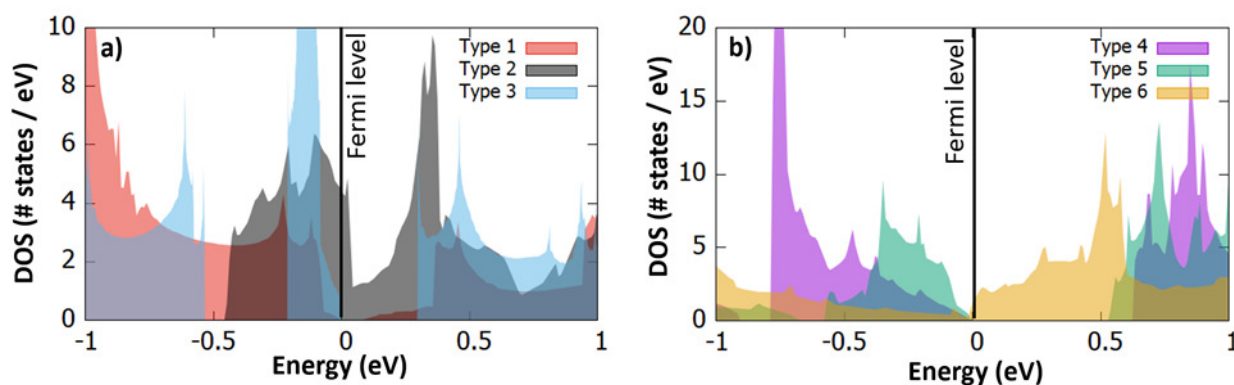 a)
10
8
6
4
2
0
DOS (# states / eV)
Type 1
Type 2
Type 3
Fermi level
-1
-0.5
0
0.5
1
Energy (eV)
b)
20
15
10
5
0
DOS (# states / eV)
Type 4
Type 5
Type 6
Fermi level
-1
-0.5
0
0.5
1
Energy (eV)